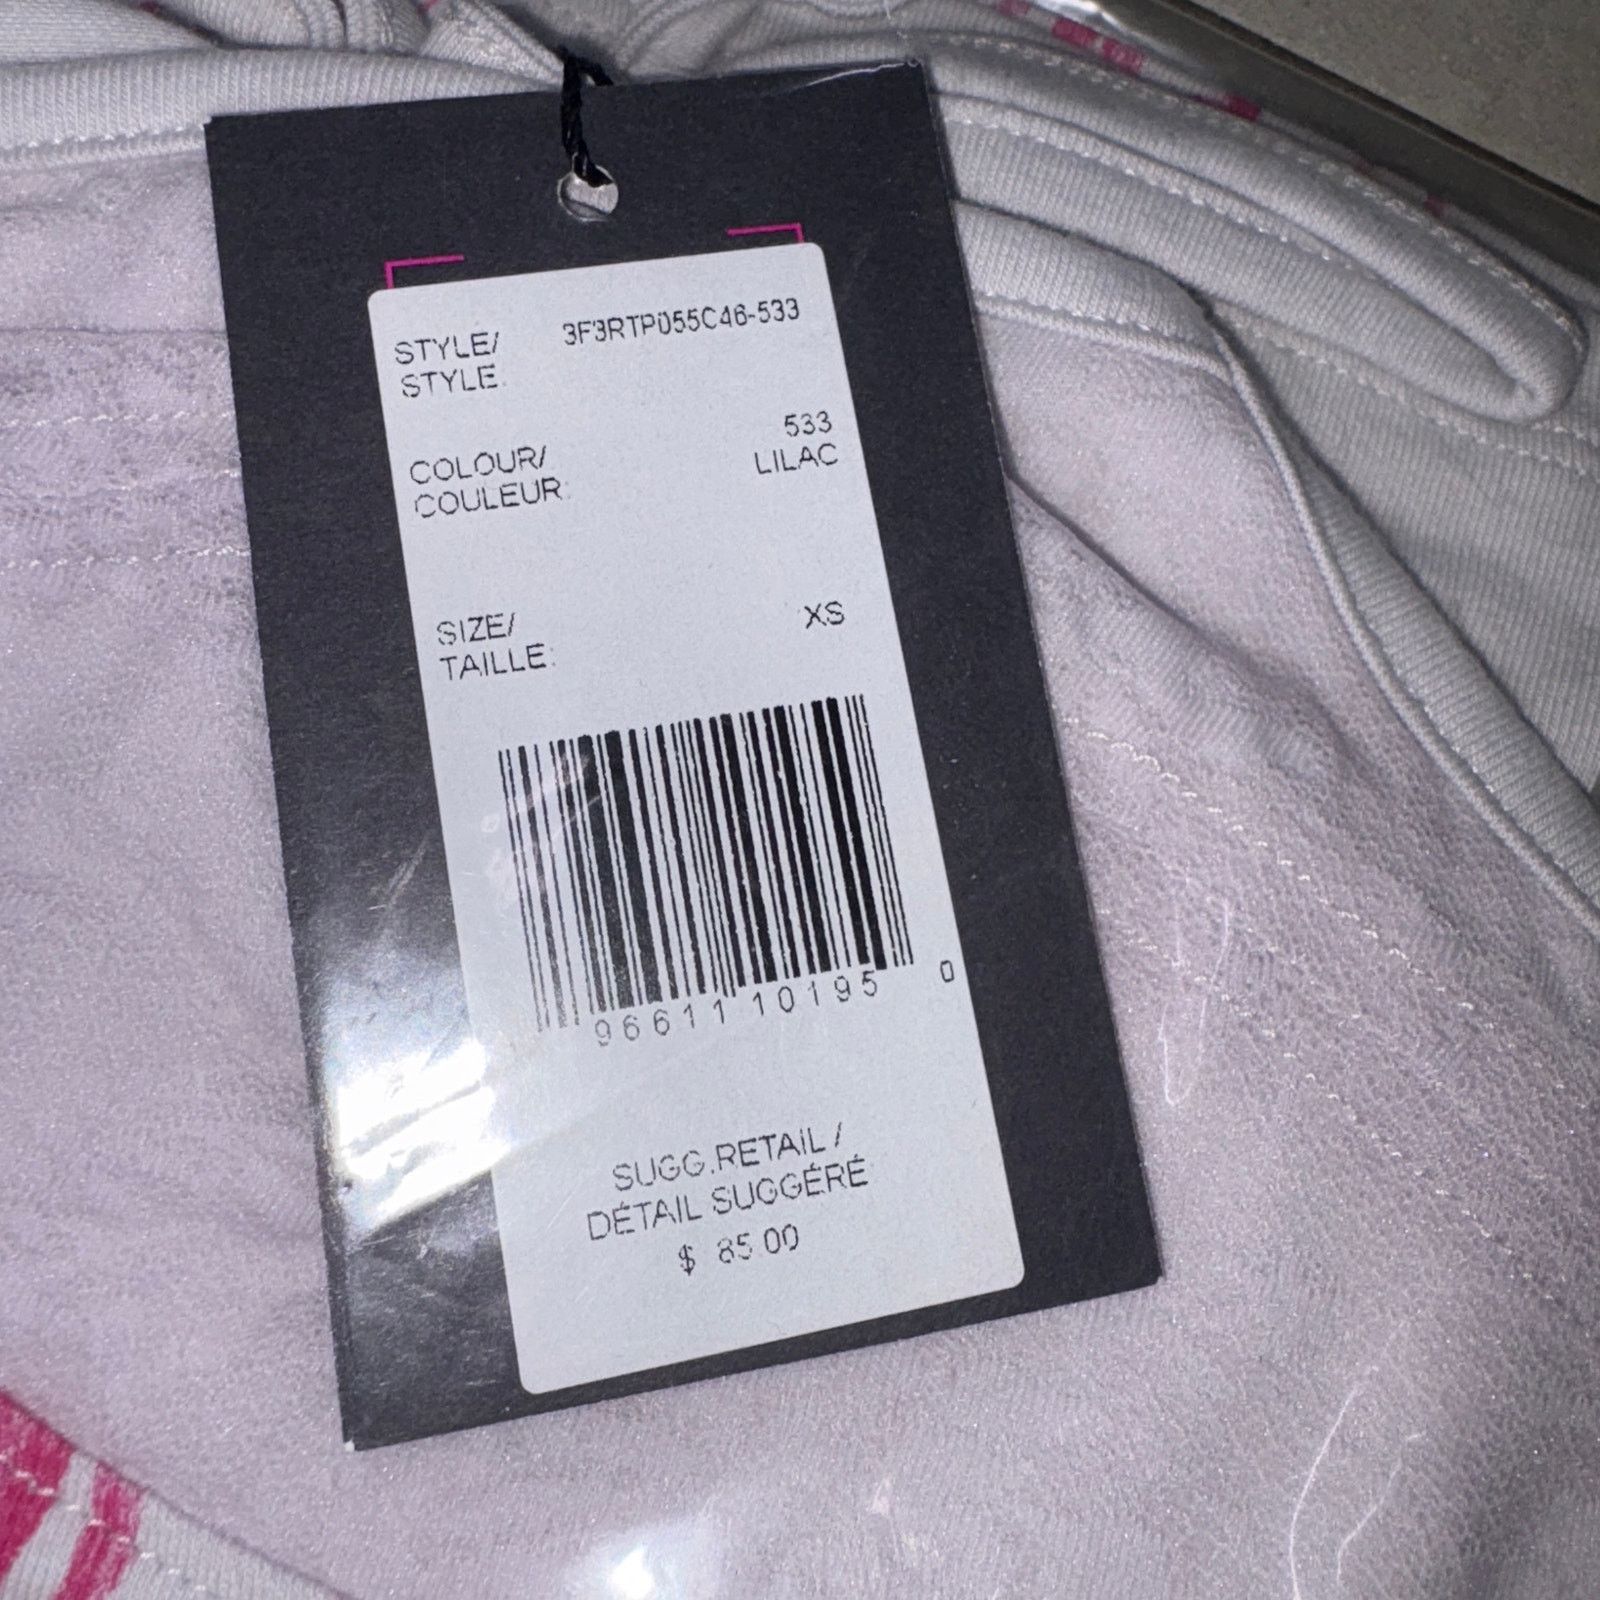 STYLE/ 3F3RTP055C46-533
STYLE:
533
COLOUR/ LILAC
COULEUR:
SIZE/ XS
TAILLE:
96611 10195 0
SUGG.RETAIL /
DÉTAIL SUGGÉRÉ
$ 85.00